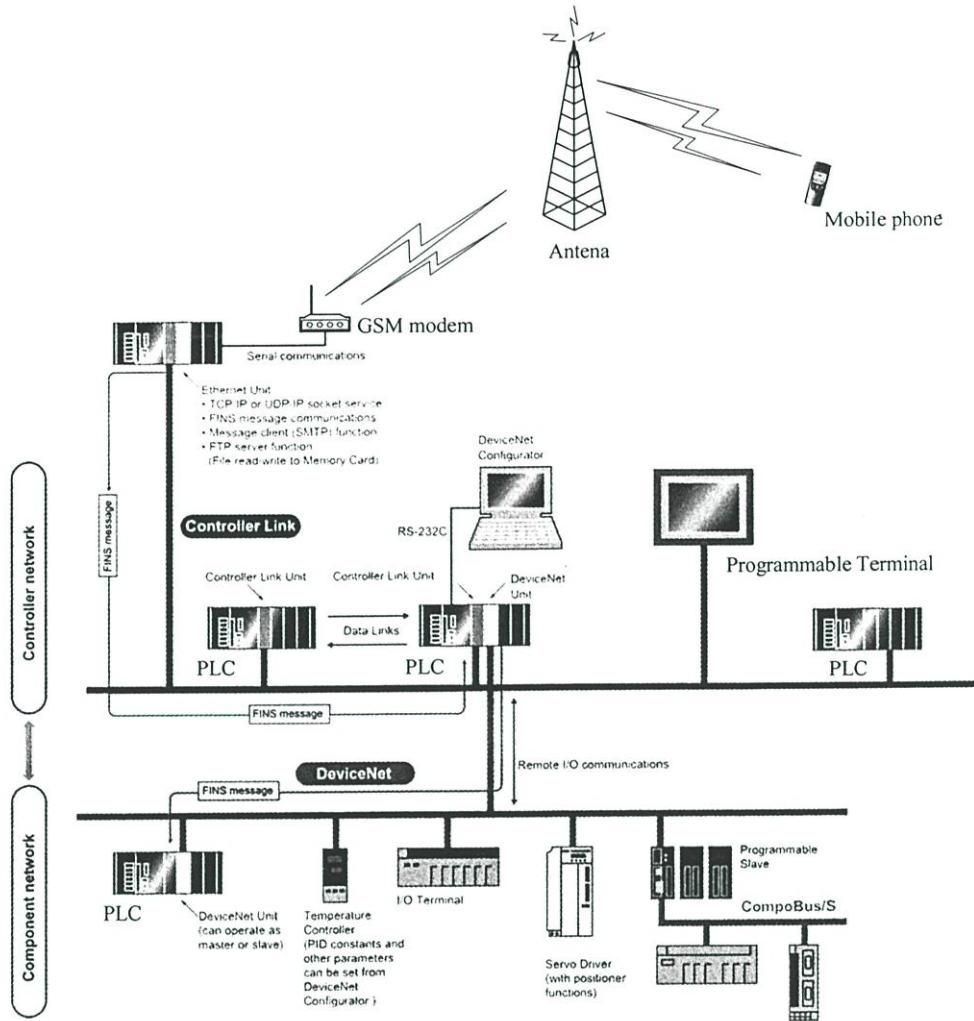 Mobile phone
Antena
GSM modem
Serial communications
Ethernet Unit
• TCP/IP or UDP/IP socket service
• FINS message communications
• Message client (SMTP) function
• FTP server function
(File read/write to Memory Card)
DeviceNet
Configurator
Controller network
FINS message
Controller Link
RS-232C
Programmable Terminal
Controller Link Unit
Controller Link Unit
DeviceNet
Unit
Data Links
PLC
PLC
PLC
FINS message
Remote I/O communications
DeviceNet
FINS message
Component network
Programmable
Slave
CompoBus/S
PLC
DeviceNet Unit
(can operate as
master or slave)
Temperature
Controller
(PID constants and
other parameters
can be set from
DeviceNet
Configurator.)
I/O Terminal
Servo Driver
(with positioner
functions)